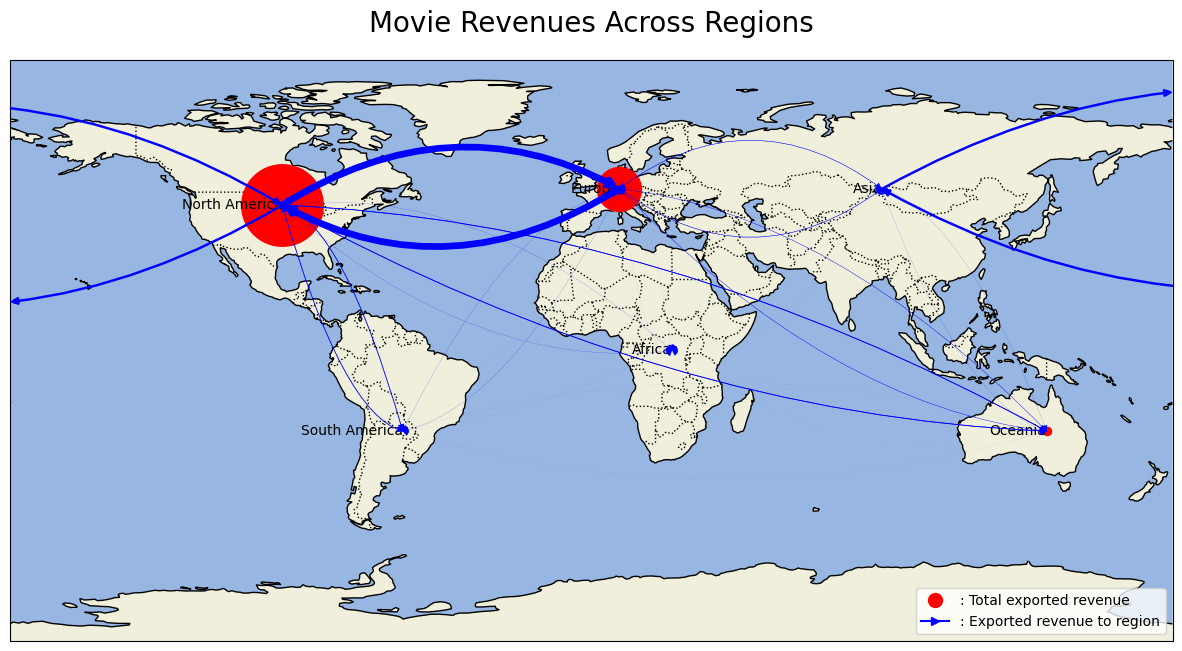 Movie Revenues Across Regions
North America
Europe
Asia
Africa
South America
Oceania
: Total exported revenue
: Exported revenue to region